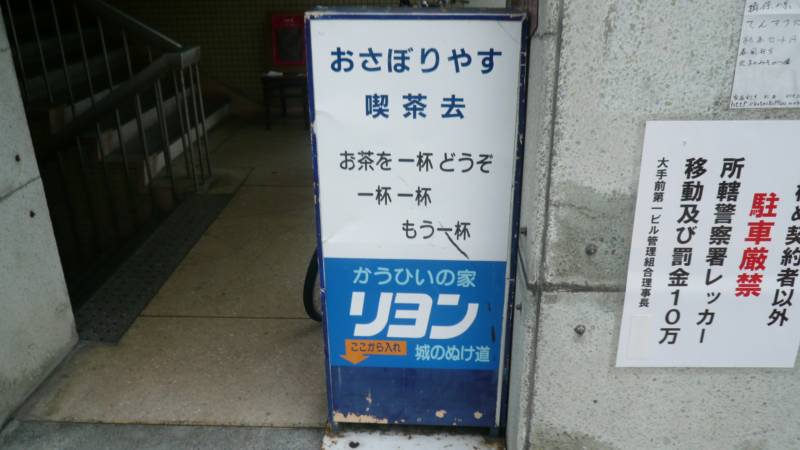 おさぼりやす
喫茶去
お茶を一杯どうぞ
一杯一杯
もう一杯
かうひいの家
リヨン
ここから入れ
城のぬけ道
契約者以外
駐車厳禁
所轄警察署レッカー
移動及び罰金10万
大手前第一ビル管理組合理事長